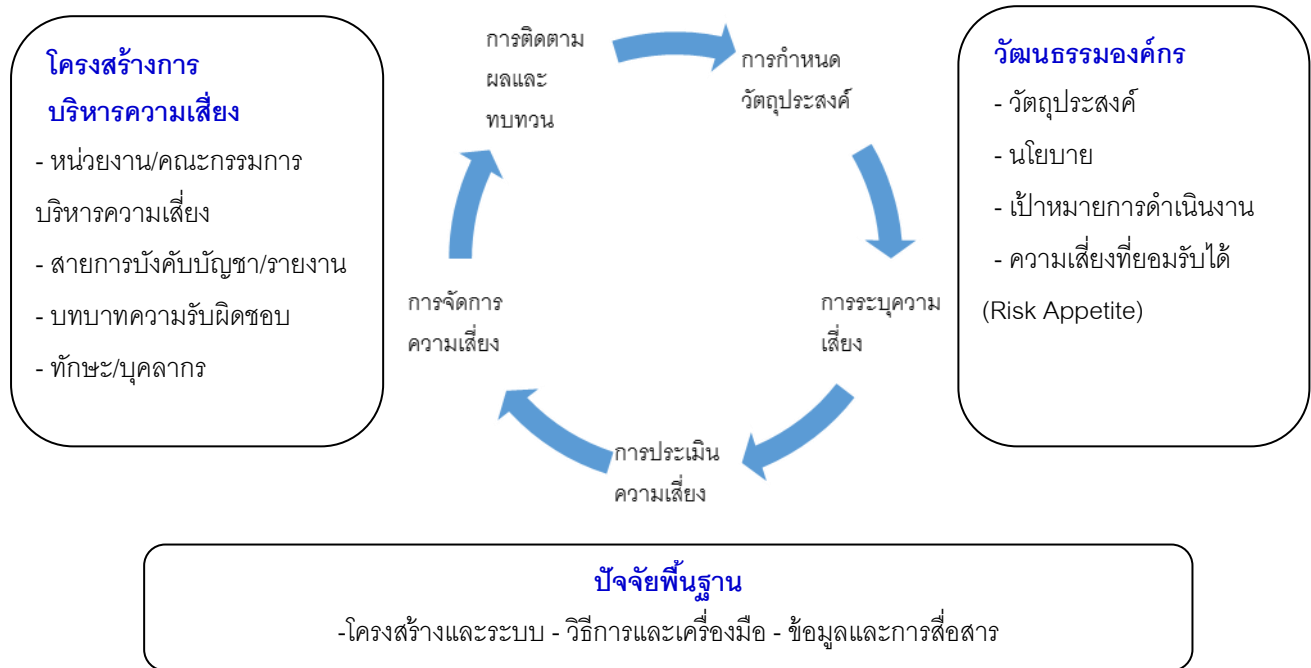 โครงสร้างการ
บริหารความเสี่ยง
- หน่วยงาน/คณะกรรมการ
บริหารความเสี่ยง
- สายการบังคับบัญชา/รายงาน
- บทบาทความรับผิดชอบ
- ทักษะ/บุคลากร
การติดตาม
ผลและ
ทบทวน
การกำหนด
วัตถุประสงค์
การระบุความ
เสี่ยง
การประเมิน
ความเสี่ยง
การจัดการ
ความเสี่ยง
วัฒนธรรมองค์กร
- วัตถุประสงค์
- นโยบาย
- เป้าหมายการดำเนินงาน
- ความเสี่ยงที่ยอมรับได้
(Risk Appetite)
ปัจจัยพื้นฐาน
-โครงสร้างและระบบ - วิธีการและเครื่องมือ - ข้อมูลและการสื่อสาร